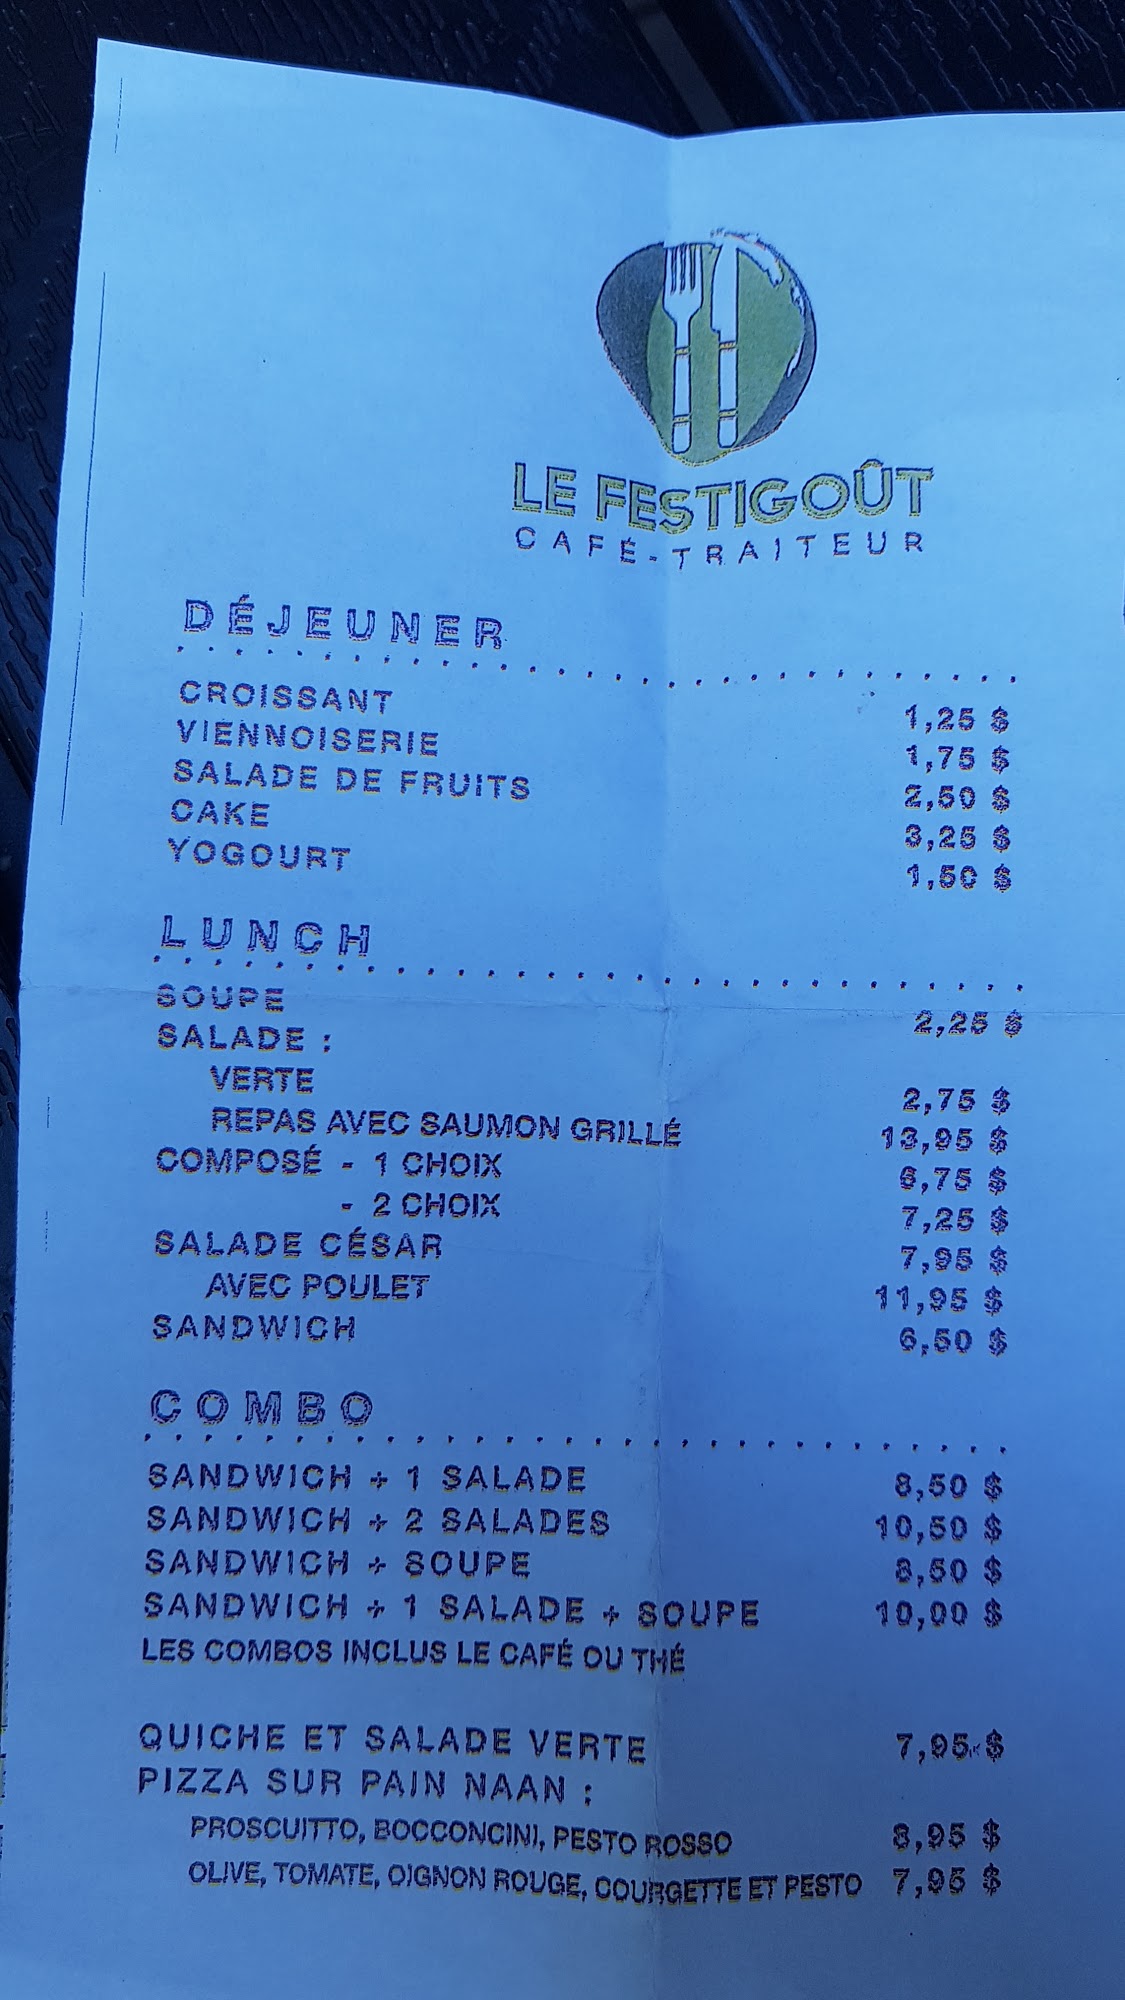 LE FESTIGOÛT
CAFÉ-TRAITEUR
DÉJEUNER
CROISSANT 1,25 $
VIENNOISERIE 1,75 $
SALADE DE FRUITS 2,50 $
CAKE 3,25 $
YOGOURT 1,50 $
LUNCH
SOUPE 2,25 $
SALADE :
VERTE 2,75 $
REPAS AVEC SAUMON GRILLÉ 13,95 $
COMPOSÉ - 1 CHOIX 6,75 $
- 2 CHOIX 7,25 $
SALADE CÉSAR 7,95 $
AVEC POULET 11,95 $
SANDWICH 6,50 $
COMBO
SANDWICH + 1 SALADE 8,50 $
SANDWICH + 2 SALADES 10,50 $
SANDWICH + SOUPE 8,50 $
SANDWICH + 1 SALADE + SOUPE 10,00 $
LES COMBOS INCLUS LE CAFÉ OU THÉ
QUICHE ET SALADE VERTE 7,95 $
PIZZA SUR PAIN NAAN :
PROSCUITTO, BOCCONCINI, PESTO ROSSO 8,95 $
OLIVE, TOMATE, OIGNON ROUGE, COURGETTE ET PESTO 7,95 $